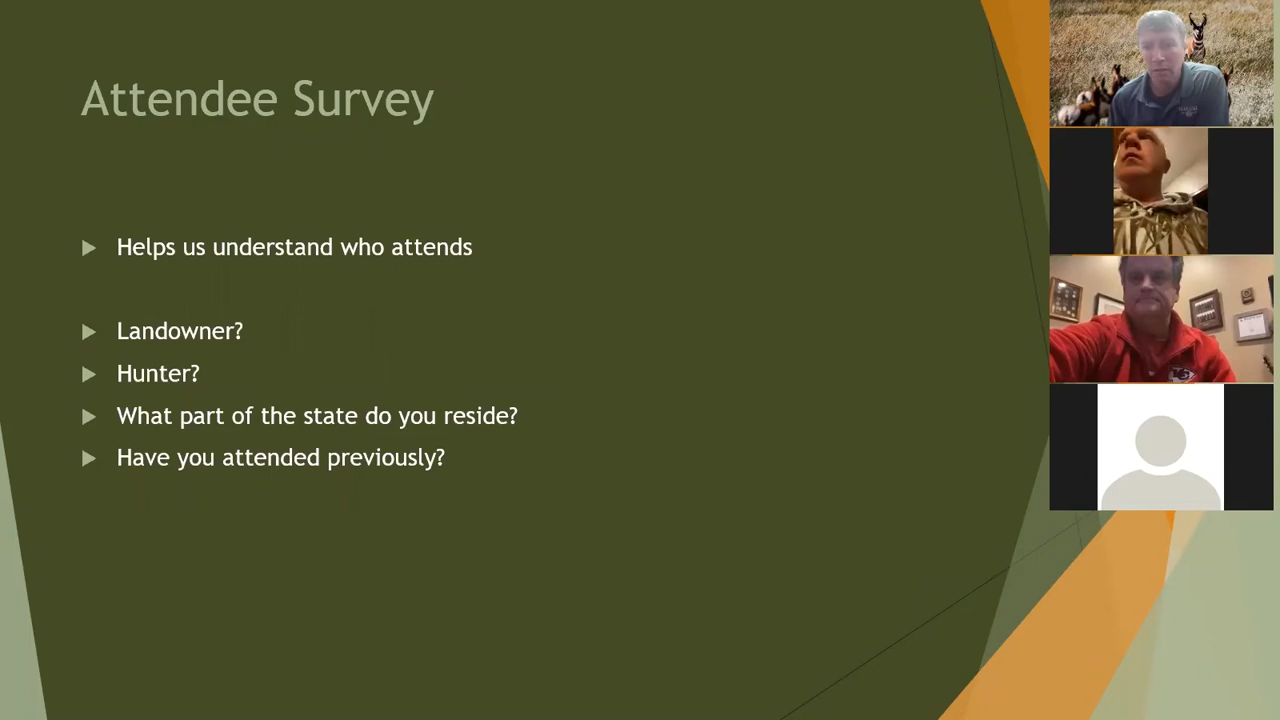 Attendee Survey
Helps us understand who attends
Landowner?
Hunter?
What part of the state do you reside?
Have you attended previously?
KC